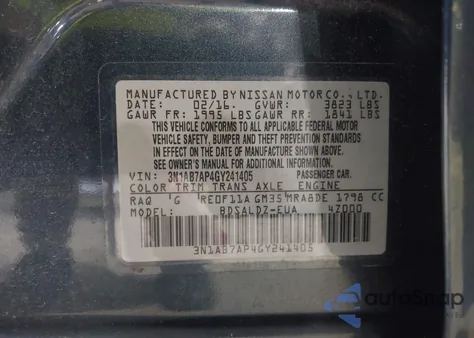 MANUFACTURED BY NISSAN MOTOR CO., LTD.
DATE: 02/16. GVWR: 3823 LBS
GAWR FR: 1995 LBS GAWR RR: 1841 LBS
THIS VEHICLE CONFORMS TO ALL APPLICABLE FEDERAL MOTOR
VEHICLE SAFETY, BUMPER AND THEFT PREVENTION STANDARDS
IN EFFECT ON THE DATE OF MANUFACTURE SHOWN ABOVE.
SEE OWNER'S MANUAL FOR ADDITIONAL INFORMATION.
VIN: 3N1AB7AP4GY241405 PASSENGER CAR.
COLOR TRIM TRANS AXLE ENGINE
RAQ G RE0F11A GM35 MRA8DE 1798 CC
MODEL: BDSALDZ-EUA 4Z000
3N1AB7AP4GY241405
autoSnap